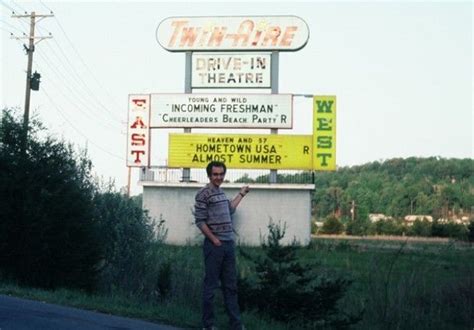 Twin-Aire
DRIVE-IN
THEATRE
EAST
YOUNG AND WILD
"INCOMING FRESHMAN"
"CHEERLEADERS BEACH PARTY" R
WEST
HEAVEN AND 57
"HOMETOWN USA"
"ALMOST SUMMER" R